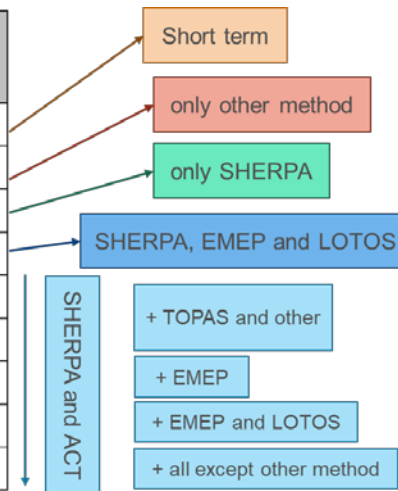 Short term
only other method
only SHERPA
SHERPA, EMEP and LOTOS
SHERPA and ACT
+ TOPAS and other
+ EMEP
+ EMEP and LOTOS
+ all except other method